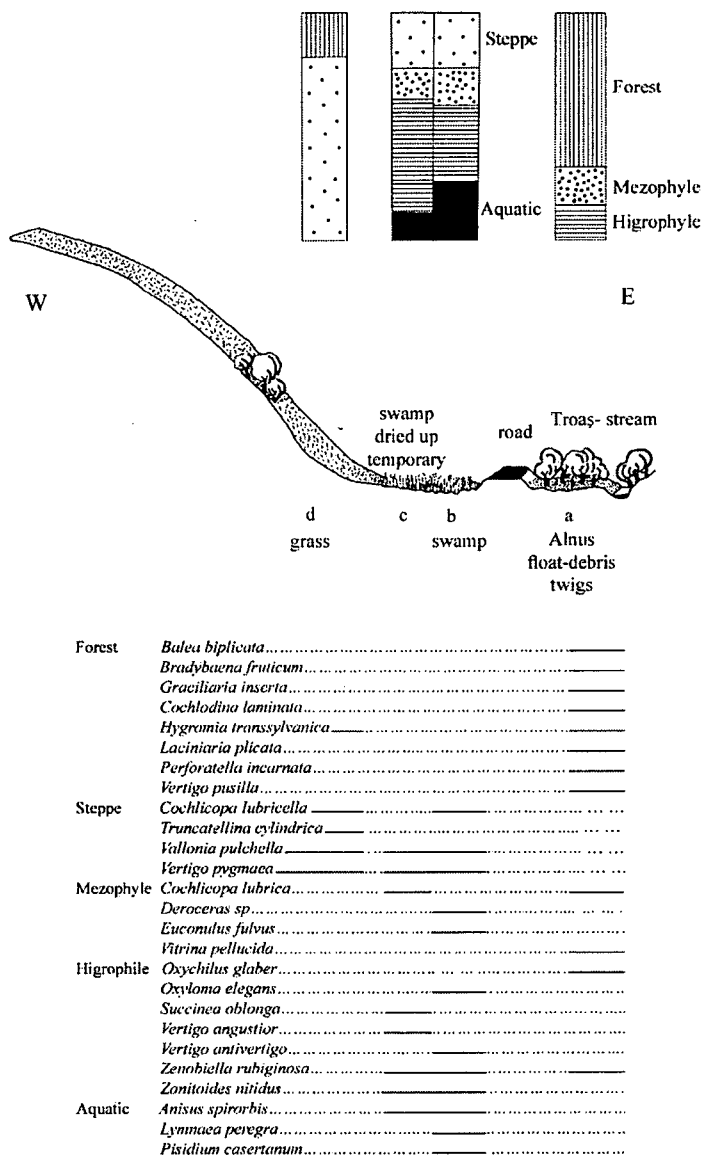 Steppe
Forest
Mezophyle
Aquatic
Higrophyle
W
E
swamp
dried up
temporary
road
Troaş- stream
d
c
b
a
grass
swamp
Alnus
float-debris
twigs
Forest Balea biplicata
Bradybaena fruticum
Graciliaria inserta
Cochlodina laminata
Hygromia transsylvanica
Laciniaria plicata
Perforatella incarnata
Vertigo pusilla
Steppe Cochlicopa lubricella
Truncatellina cylindrica
Vallonia pulchella
Vertigo pygmaea
Mezophyle Cochlicopa lubrica
Deroceras sp
Euconulus fulvus
Vitrina pellucida
Higrophile Oxychilus glaber
Oxyloma elegans
Succinea oblonga
Vertigo angustior
Vertigo antivertigo
Zenobiella rubiginosa
Zonitoides nitidus
Aquatic Anisus spirorbis
Lymnaea peregra
Pisidium casertanum